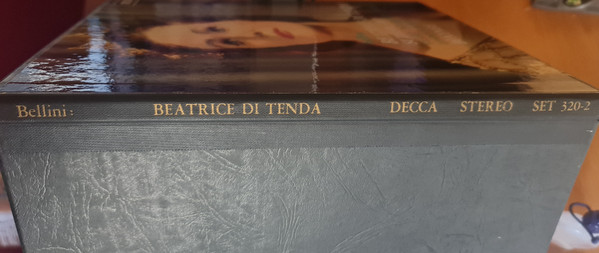 Bellini: BEATRICE DI TENDA DECCA STEREO SET 320-2